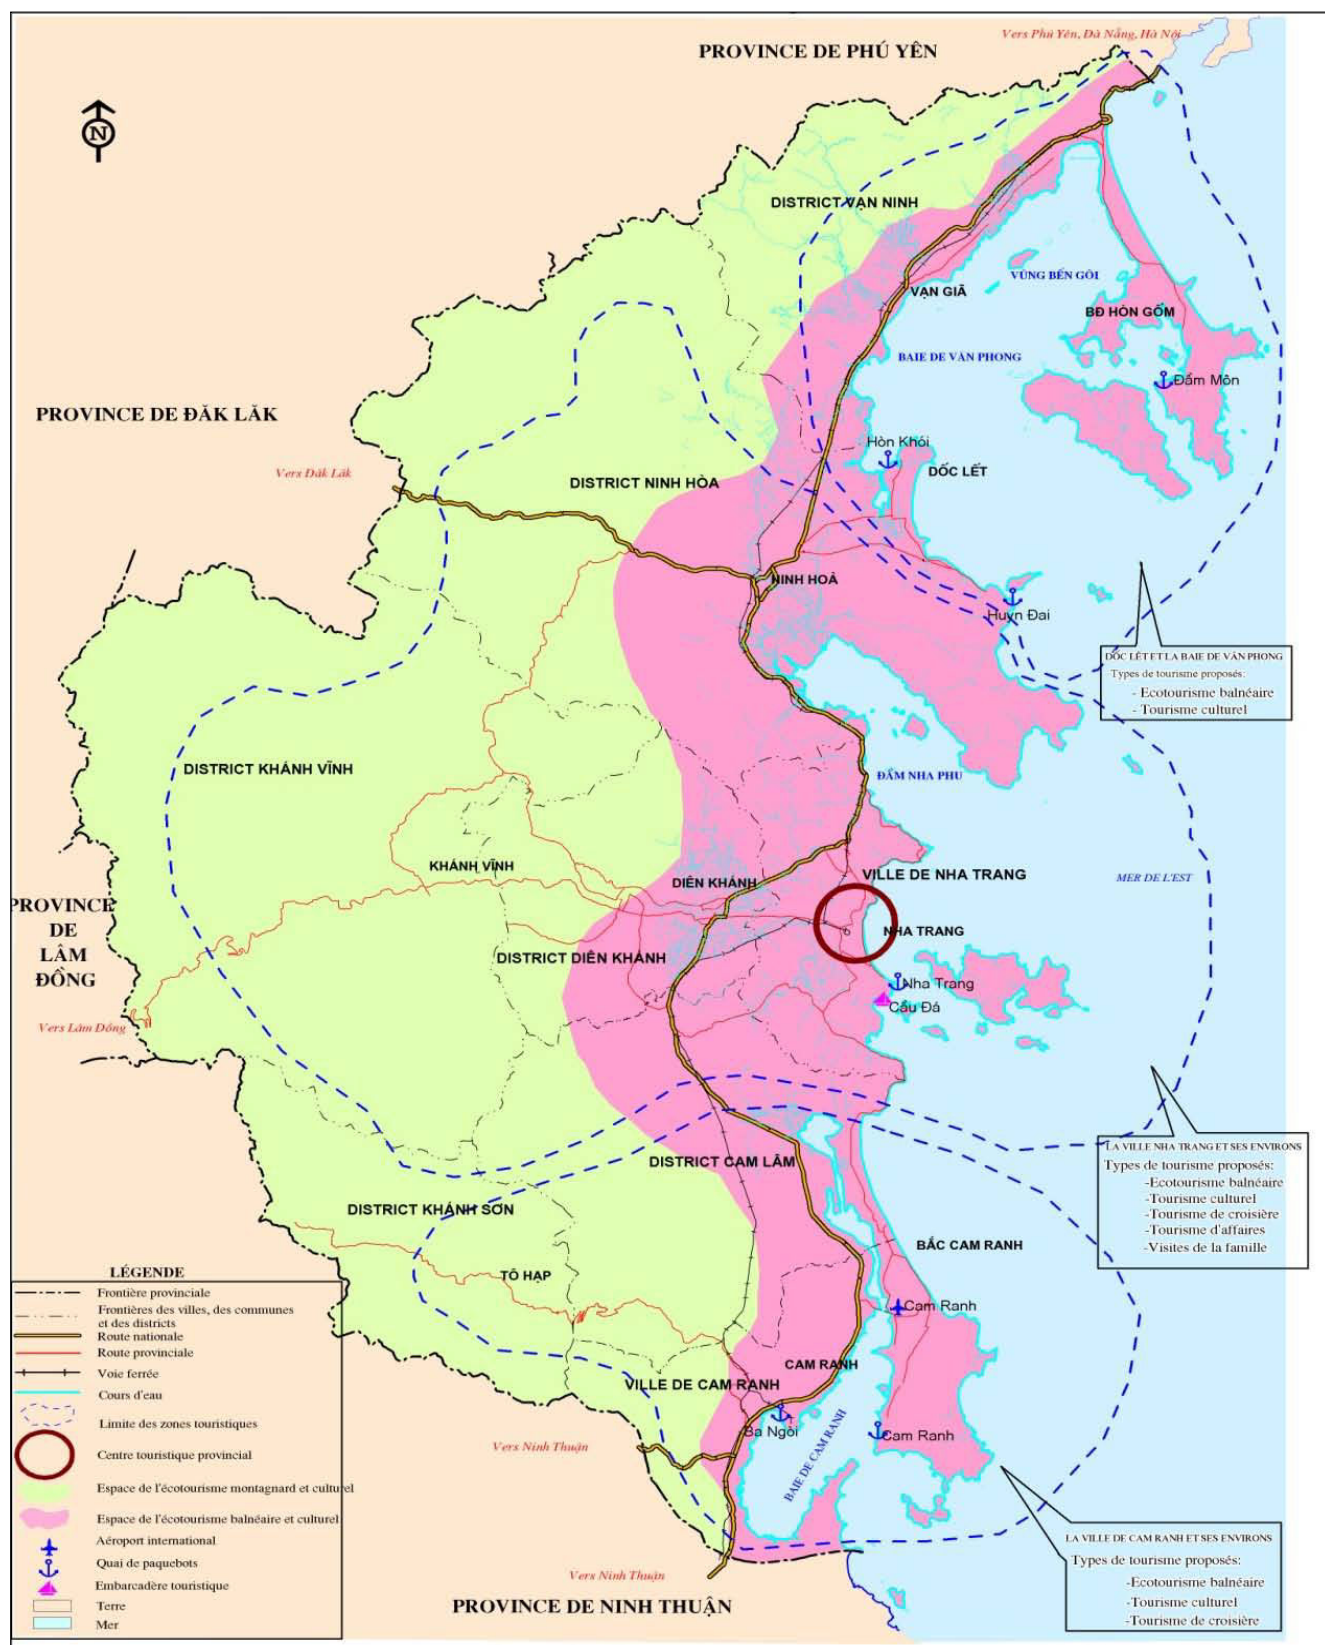 PROVINCE DE PHÚ YÊN
Vers Phú Yên, Đà Nẵng, Hà Nội
N
DISTRICT VẠN NINH
VŨNG BẾN GỎI
VẠN GIÃ
BĐ HÒN GỐM
BAIE DE VÂN PHONG
Đầm Môn
PROVINCE DE ĐĂK LĂK
Vers Đăk Lăk
Hòn Khói
DỐC LẾT
DISTRICT NINH HÒA
NINH HOÀ
Huyn Đai
DỐC LẾT ET LA BAIE DE VÂN PHONG
Types de tourisme proposés:
- Ecotourisme balnéaire
- Tourisme culturel
DISTRICT KHÁNH VĨNH
ĐẦM NHA PHU
KHÁNH VĨNH
DIÊN KHÁNH
VILLE DE NHA TRANG
MER DE L'EST
PROVINCE
DE
LÂM
ĐỒNG
NHA TRANG
DISTRICT DIÊN KHÁNH
Nha Trang
Cầu Đá
Vers Lâm Đồng
LA VILLE NHA TRANG ET SES ENVIRONS
Types de tourisme proposés:
-Ecotourisme balnéaire
-Tourisme culturel
-Tourisme de croisière
-Tourisme d'affaires
-Visites de la famille
DISTRICT CAM LÂM
DISTRICT KHÁNH SƠN
BẮC CAM RANH
TÔ HẠP
Cam Ranh
CAM RANH
VILLE DE CAM RANH
Ba Ngòi
BAIE DE CAM RANH
Cam Ranh
Vers Ninh Thuận
LA VILLE DE CAM RANH ET SES ENVIRONS
Types de tourisme proposés:
-Ecotourisme balnéaire
-Tourisme culturel
-Tourisme de croisière
Vers Ninh Thuận
PROVINCE DE NINH THUẬN
LÉGENDE
Frontière provinciale
Frontières des villes, des communes
et des districts
Route nationale
Route provinciale
Voie ferrée
Cours d'eau
Limite des zones touristiques
Centre touristique provincial
Espace de l'écotourisme montagnard et culturel
Espace de l'écotourisme balnéaire et culturel
Aéroport international
Quai de paquebots
Embarcadère touristique
Terre
Mer